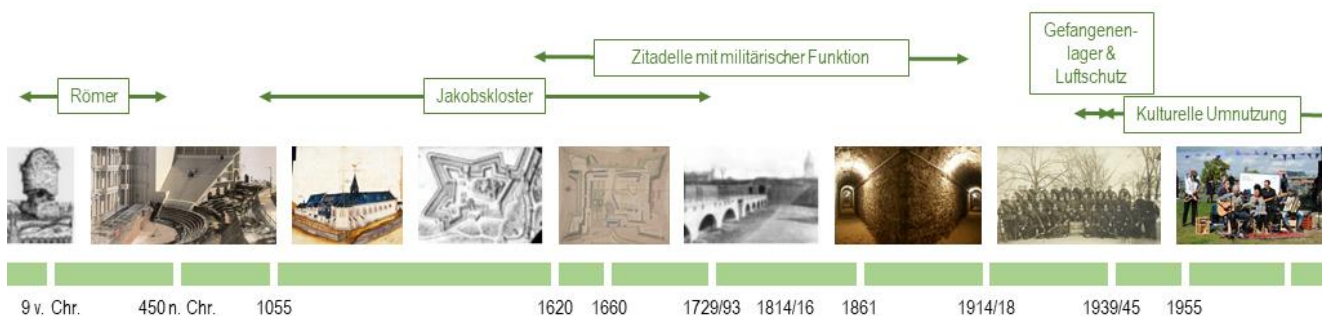 Gefangenen-
lager &
Luftschutz
Zitadelle mit militärischer Funktion
Römer
Jakobskloster
Kulturelle Umnutzung
9 v. Chr.
450 n. Chr.
1055
1620
1660
1729/93
1814/16
1861
1914/18
1939/45
1955